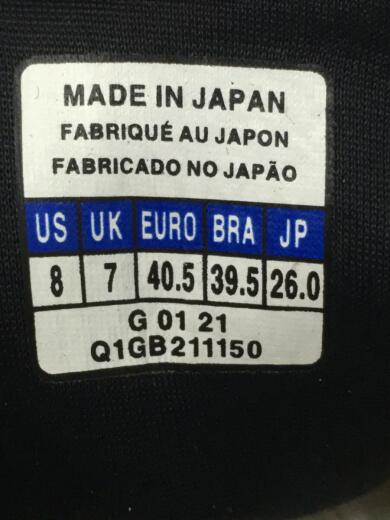 MADE IN JAPAN
FABRIQUÉ AU JAPON
FABRICADO NO JAPÃO
US UK EURO BRA JP
8 7 40.5 39.5 26.0
G 01 21
Q1GB211150